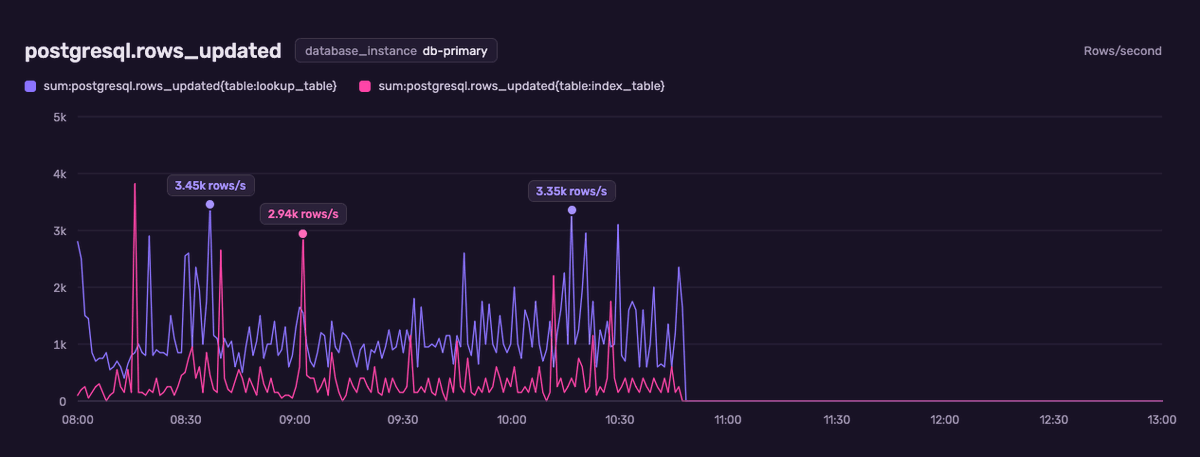 postgresql.rows_updated database_instance db-primary Rows/second
sum:postgresql.rows_updated{table:lookup_table} sum:postgresql.rows_updated{table:index_table}
5k
4k
3.45k rows/s
3.35k rows/s
2.94k rows/s
3k
2k
1k
0
08:00 08:30 09:00 09:30 10:00 10:30 11:00 11:30 12:00 12:30 13:00